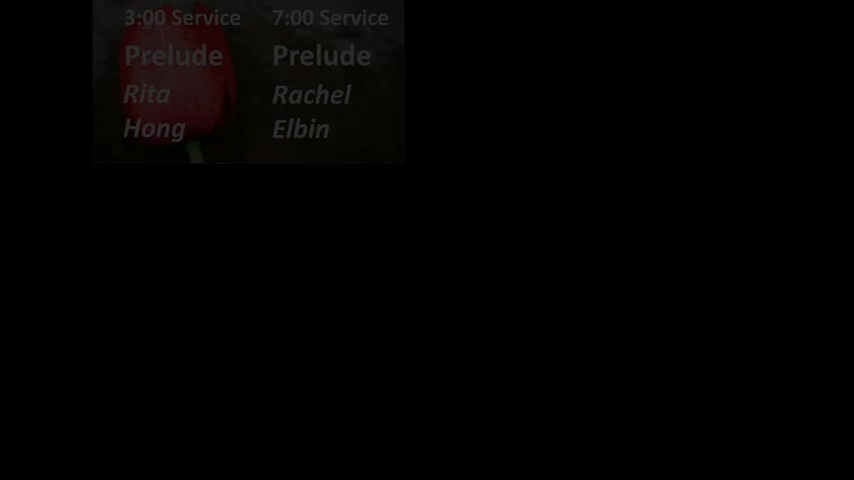 3:00 Service
Prelude
Rita
Hong
7:00 Service
Prelude
Rachel
Elbin